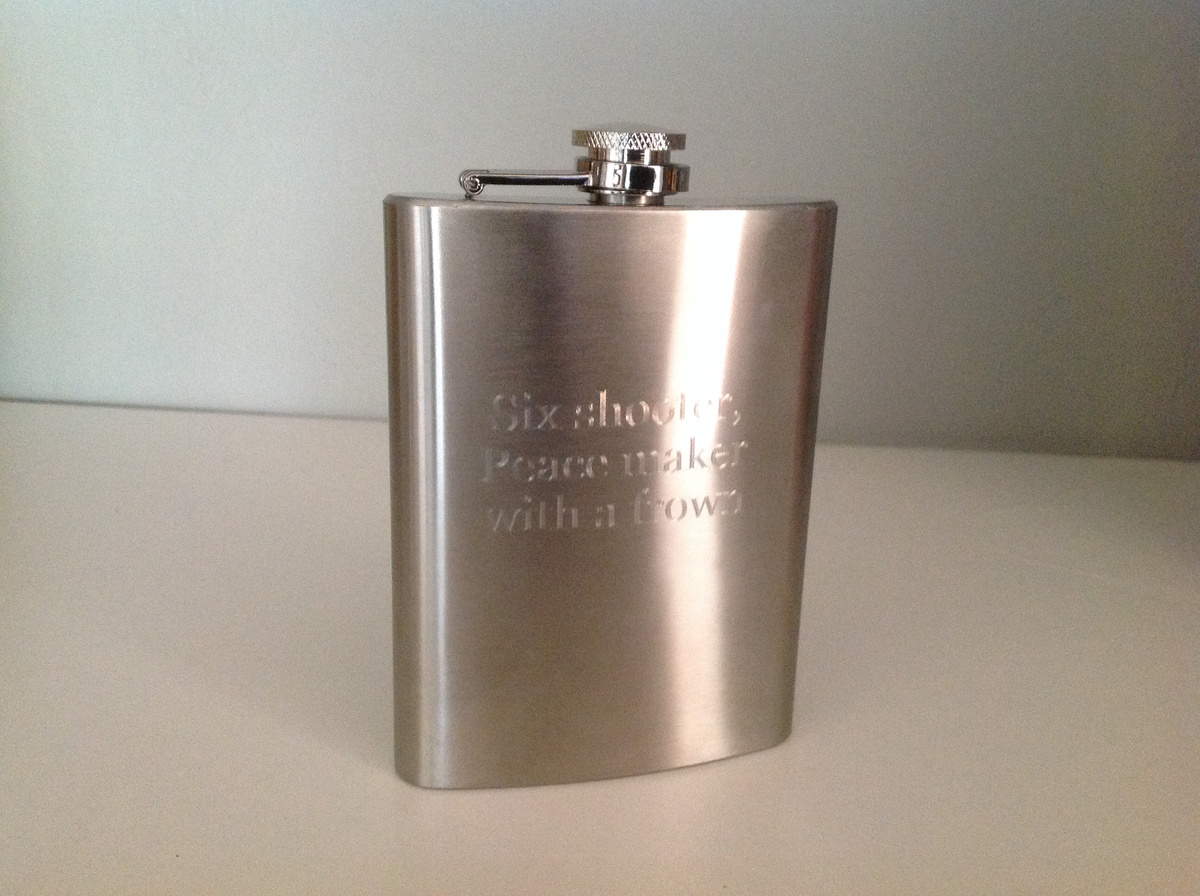 Six shooter,
Peace maker
with a frown